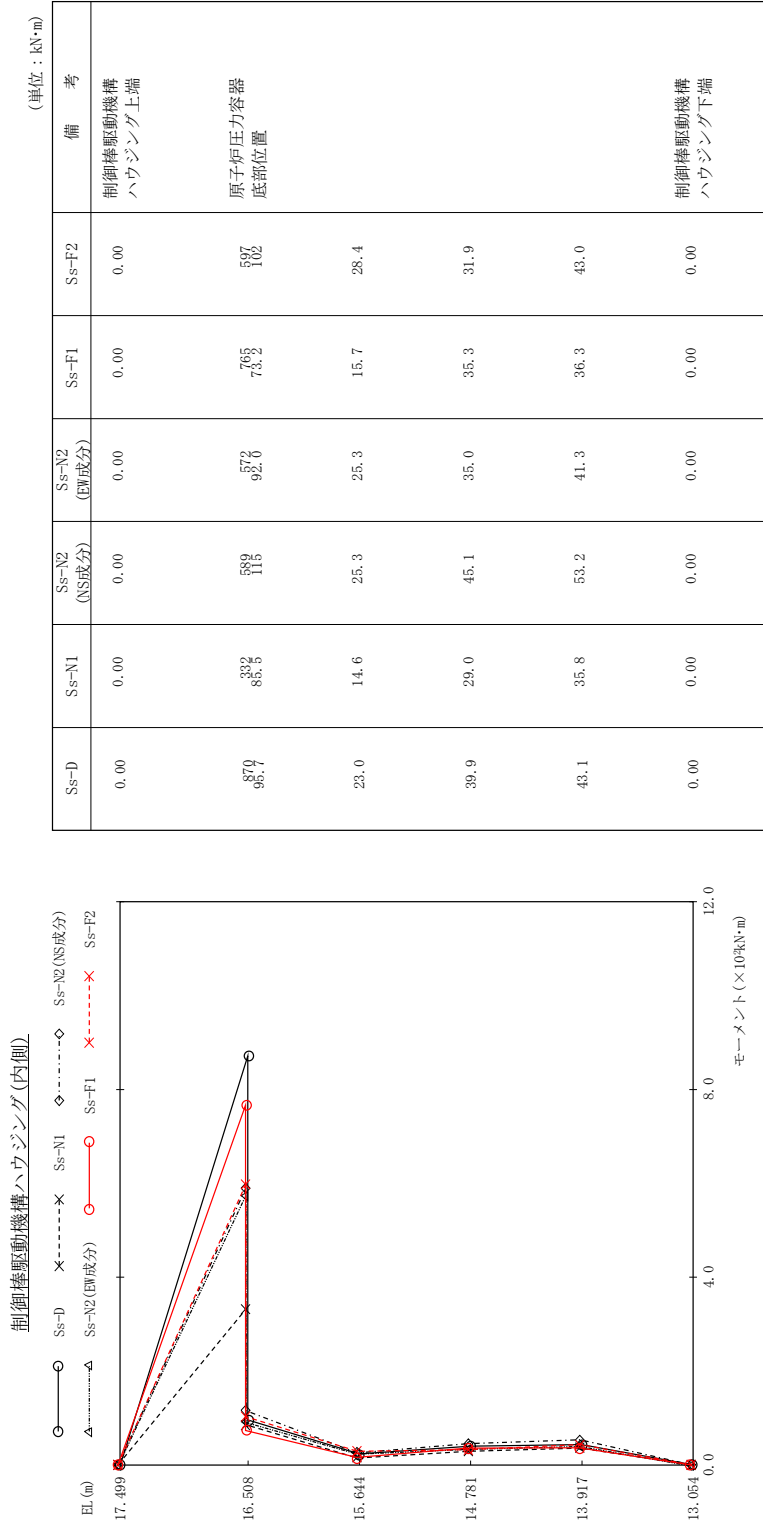 制御棒駆動機構ハウジング(内側)
Ss-D Ss-N1 Ss-N2(NS成分)
Ss-N2(EW成分) Ss-F1 Ss-F2
EL(m)
17.499
16.508
15.644
14.781
13.917
13.054
0.0 4.0 8.0 12.0
モーメント(×10²kN・m)
(単位：kN・m)
Ss-D Ss-N1 Ss-N2 (NS成分) Ss-N2 (EW成分) Ss-F1 Ss-F2 備 考
0.00 0.00 0.00 0.00 0.00 0.00 制御棒駆動機構
ハウジング上端
870 332 589 572 765 597 原子炉圧力容器
95.7 85.5 115 92.0 73.2 102 底部位置
23.0 14.6 25.3 25.3 15.7 28.4
39.9 29.0 45.1 35.0 35.3 31.9
43.1 35.8 53.2 41.3 36.3 43.0
0.00 0.00 0.00 0.00 0.00 0.00 制御棒駆動機構
ハウジング下端